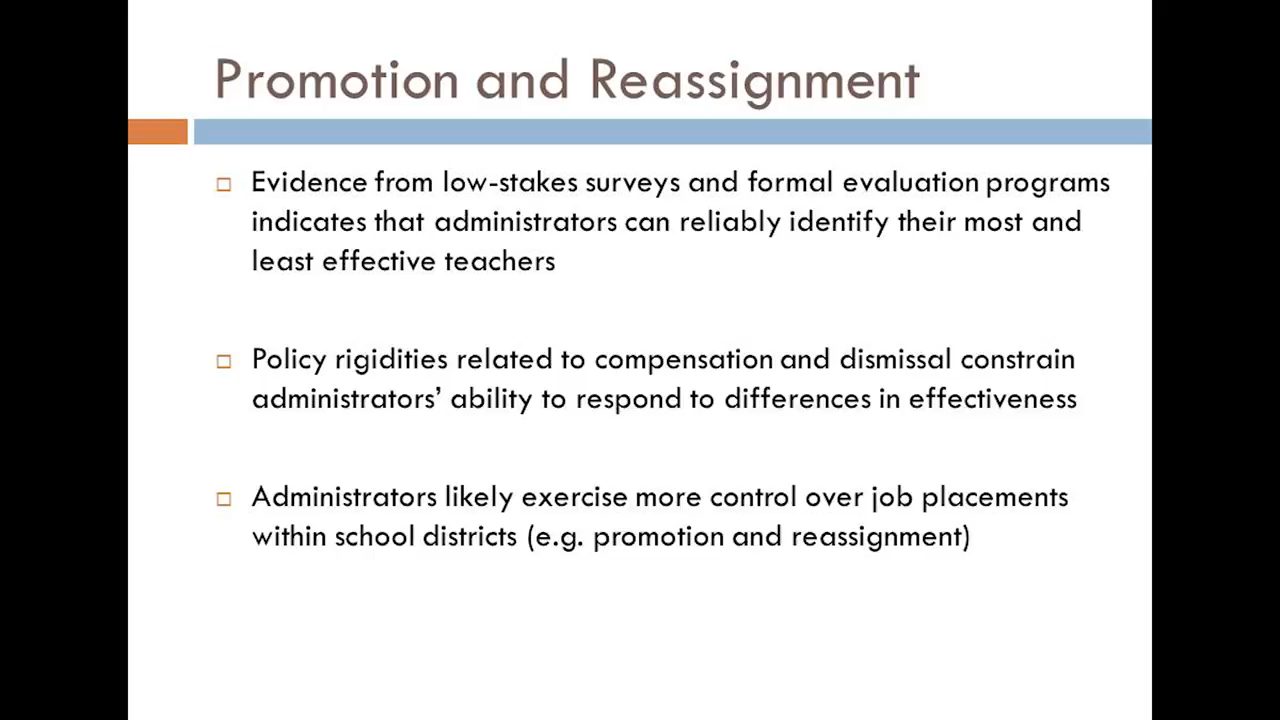 Promotion and Reassignment
Evidence from low-stakes surveys and formal evaluation programs
indicates that administrators can reliably identify their most and
least effective teachers
Policy rigidities related to compensation and dismissal constrain
administrators’ ability to respond to differences in effectiveness
Administrators likely exercise more control over job placements
within school districts (e.g. promotion and reassignment)